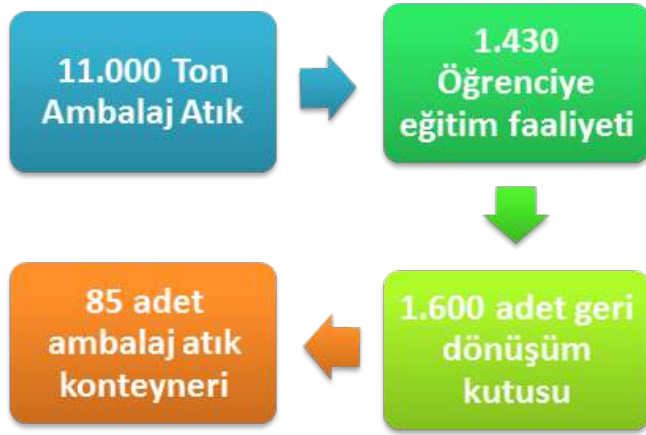 11.000 Ton
Ambalaj Atık
1.430
Öğrenciye
eğitim faaliyeti
1.600 adet geri
dönüşüm
kutusu
85 adet
ambalaj atık
konteyneri